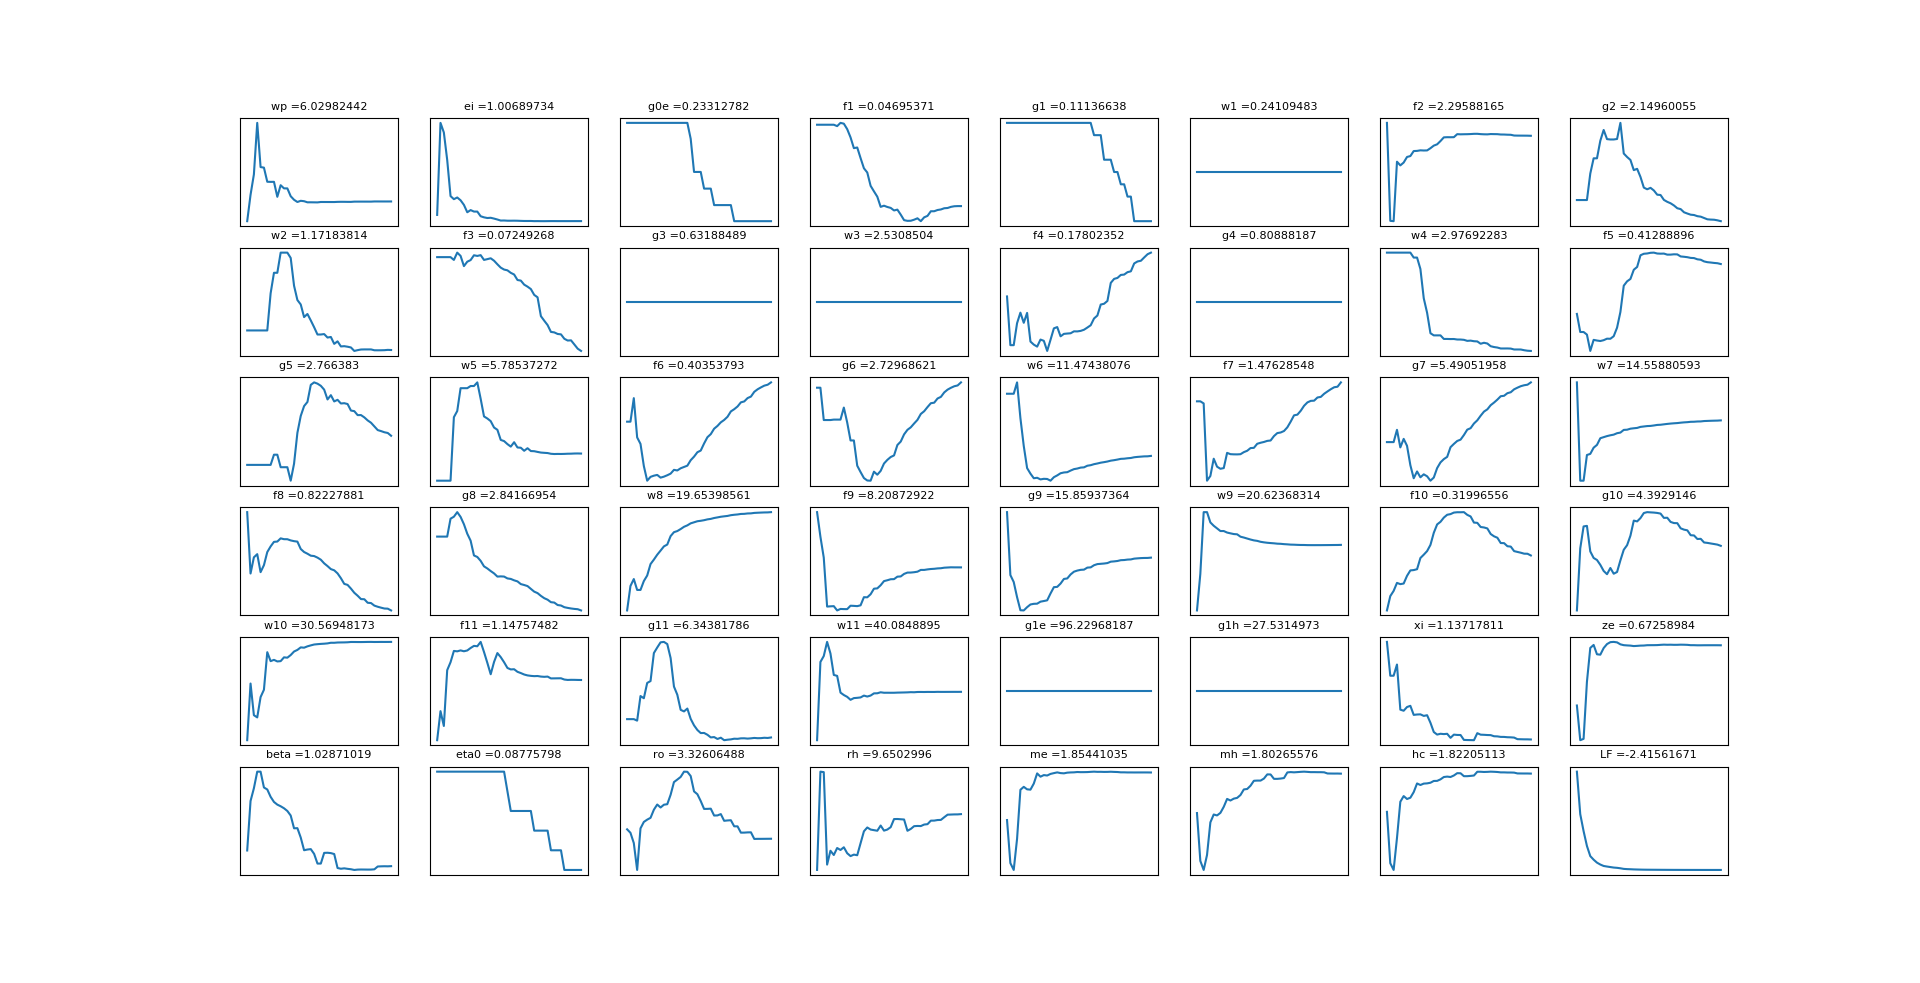 wp =6.02982442 ei =1.00689734 g0e =0.23312782 f1 =0.04695371 g1 =0.11136638 w1 =0.24109483 f2 =2.29588165 g2 =2.14960055
w2 =1.17183814 f3 =0.07249268 g3 =0.63188489 w3 =2.5308504 f4 =0.17802352 g4 =0.80888187 w4 =2.97692283 f5 =0.41288896
g5 =2.766383 w5 =5.78537272 f6 =0.40353793 g6 =2.72968621 w6 =11.47438076 f7 =1.47628548 g7 =5.49051958 w7 =14.55880593
f8 =0.82227881 g8 =2.84166954 w8 =19.65398561 f9 =8.20872922 g9 =15.85937364 w9 =20.62368314 f10 =0.31996556 g10 =4.3929146
w10 =30.56948173 f11 =1.14757482 g11 =6.34381786 w11 =40.0848895 g1e =96.22968187 g1h =27.5314973 xi =1.13717811 ze =0.67258984
beta =1.02871019 eta0 =0.08775798 ro =3.32606488 rh =9.6502996 me =1.85441035 mh =1.80265576 hc =1.82205113 LF =-2.41561671